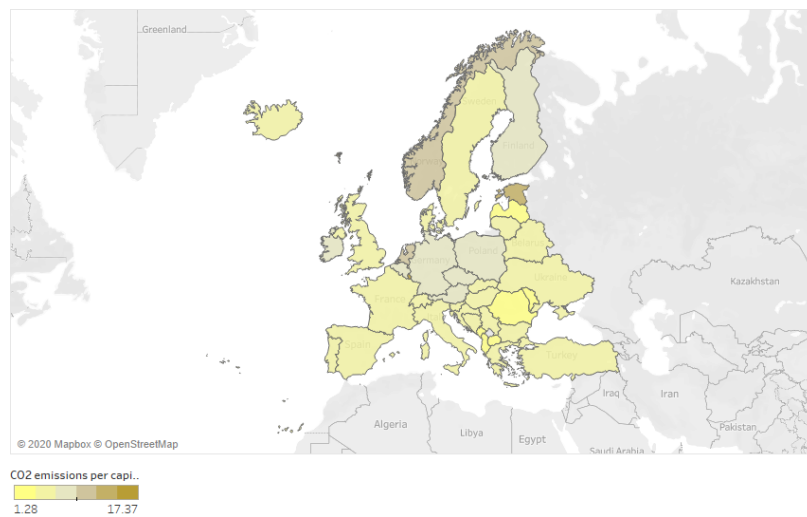 Greenland
Sweden
Norway
Finland
Belarus
Poland
Germany
Ukraine
France
Kazakhstan
Spain
Turkey
Iraq
Iran
Algeria
Libya
Egypt
Pakistan
Saudi Arabia
© 2020 Mapbox © OpenStreetMap
CO2 emissions per capi..
1.28 17.37